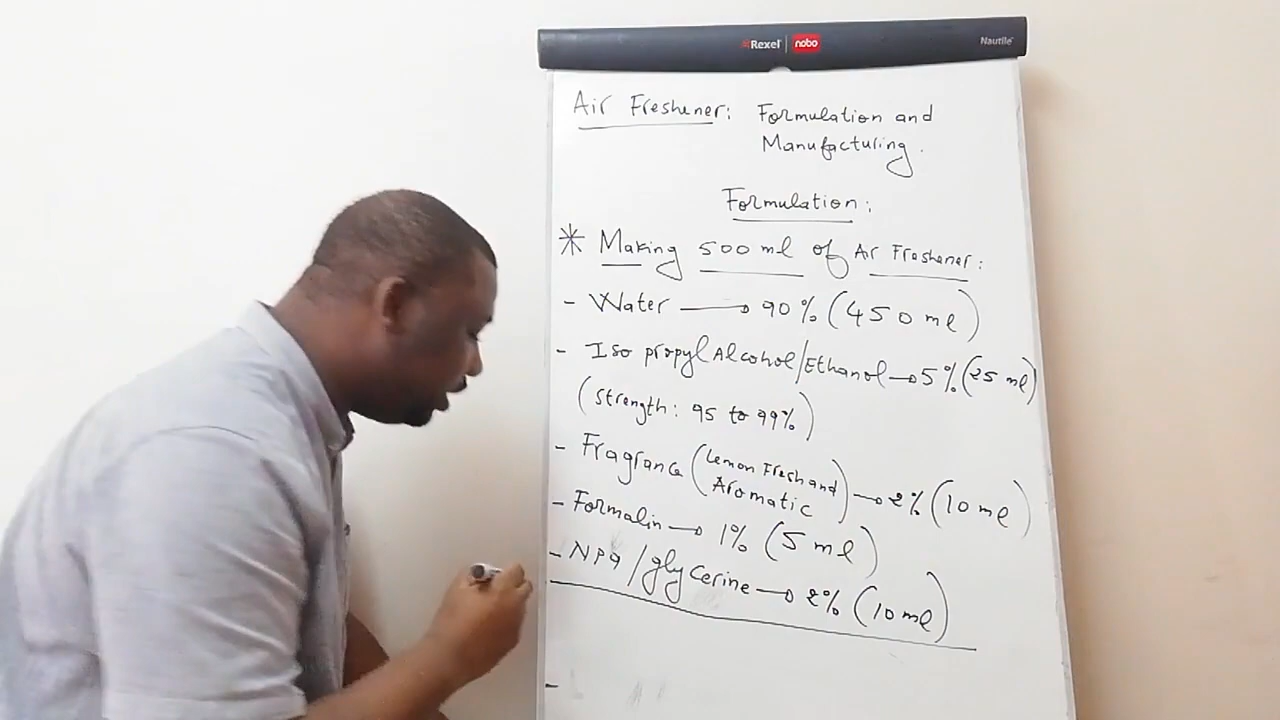 Rexel | nobo Nautile
Air Freshener: Formulation and
Manufacturing.
Formulation:
* Making 500 ml of Air Freshener:
- Water → 90% (450 ml)
- Iso propyl Alcohol/Ethanol → 5% (25 ml)
(Strength: 95 to 99%)
- Fragrance (Lemon Fresh and
Aromatic) → 2% (10 ml)
- Formalin → 1% (5 ml)
- NP9/glycerine → 2% (10 ml)
-